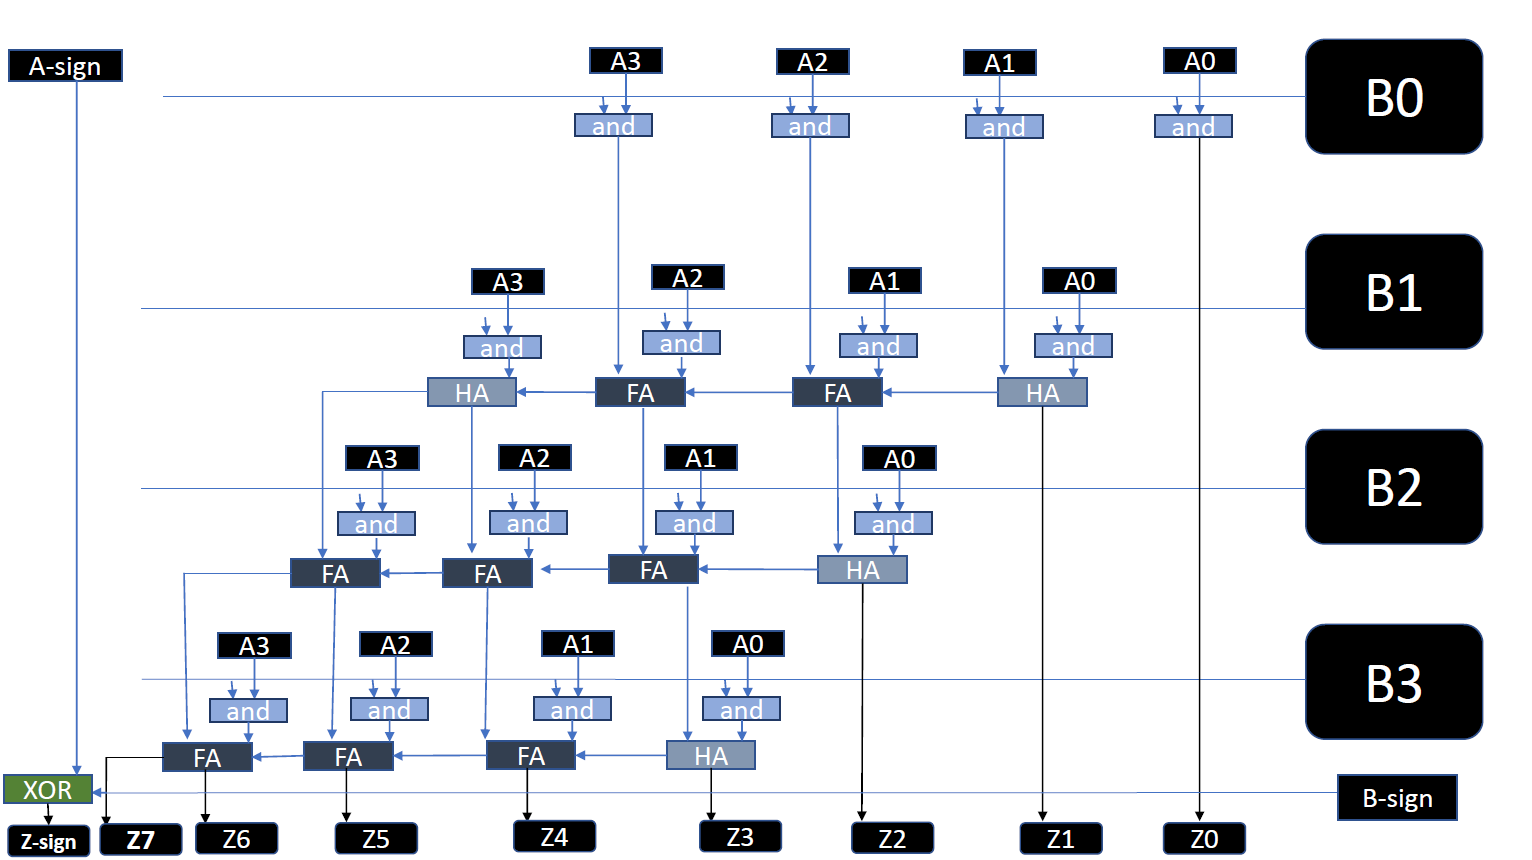 A-sign
A3 A2 A1 A0
B0
and and and and
A3 A2 A1 A0
B1
and and and and
HA FA FA HA
A3 A2 A1 A0
B2
and and and and
FA FA FA HA
A3 A2 A1 A0
B3
and and and and
FA FA FA HA
XOR
B-sign
Z-sign Z7 Z6 Z5 Z4 Z3 Z2 Z1 Z0